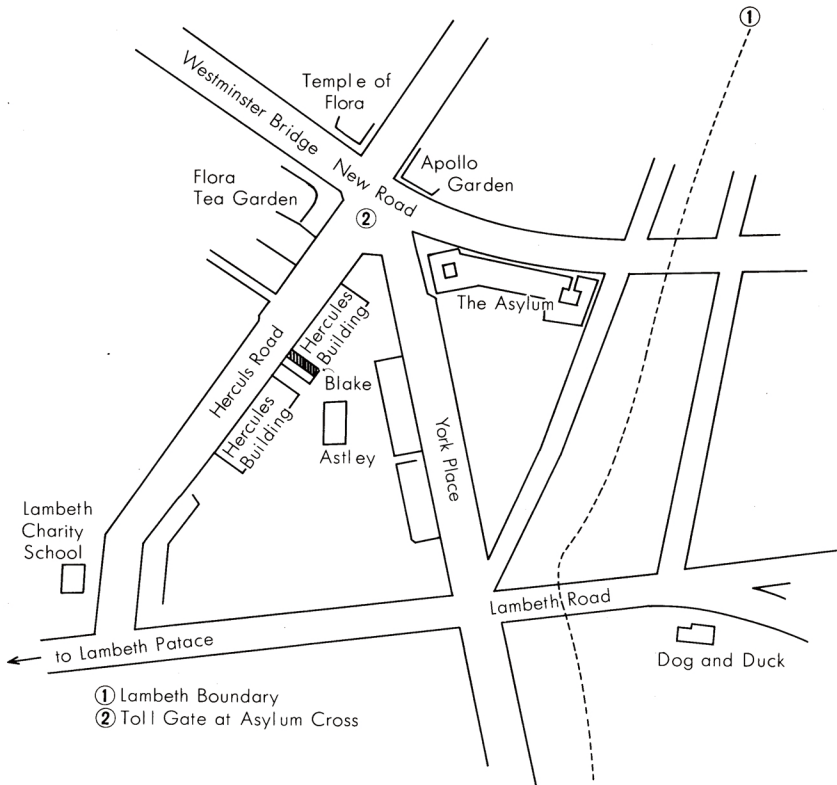 ①
Temple of
Flora
Westminster Bridge
New Road
Apollo
Garden
Flora
Tea Garden
②
The Asylum
Hercules
Building
Herculs Road
Blake
Hercules
Building
Astley
York Place
Lambeth
Charity
School
Lambeth Road
to Lambeth Patace
Dog and Duck
① Lambeth Boundary
② Toll Gate at Asylum Cross